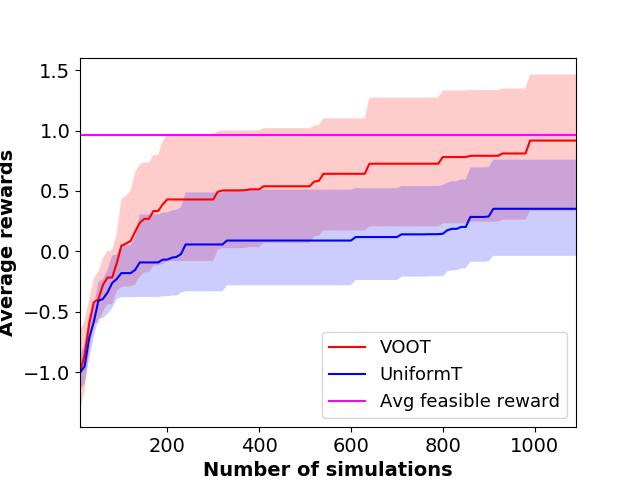 1.5
1.0
0.5
0.0
−0.5
−1.0
Average rewards
200
400
600
800
1000
Number of simulations
VOOT
UniformT
Avg feasible reward